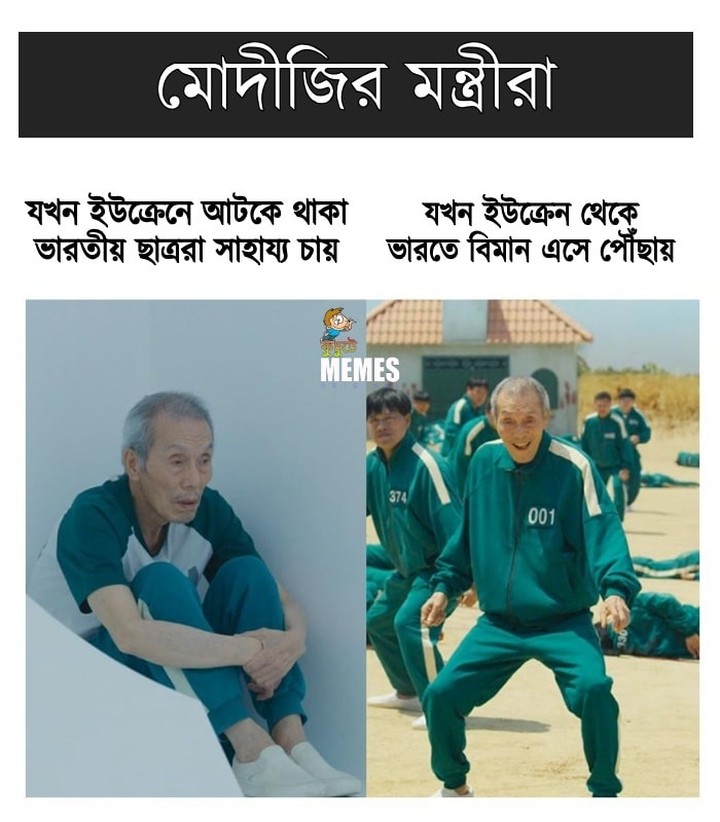 মোদীজির মন্ত্রীরা
যখন ইউক্রেনে আটকে থাকা
ভারতীয় ছাত্ররা সাহায্য চায়
যখন ইউক্রেন থেকে
ভারতে বিমান এসে পৌঁছায়
MEMES
374
001